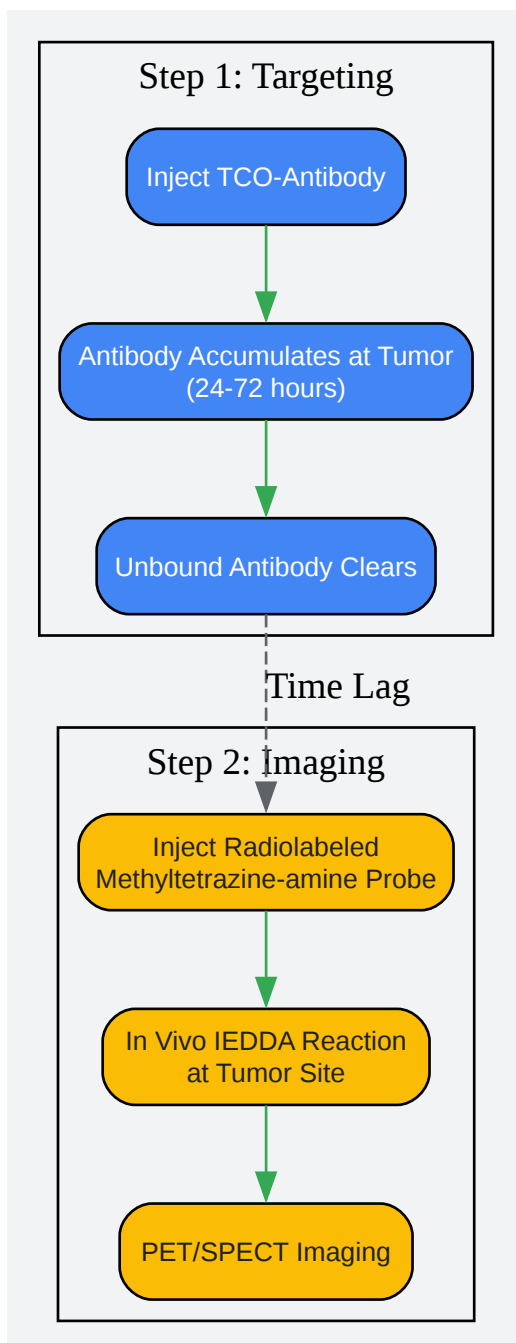 Step 1: Targeting
Inject TCO-Antibody
Antibody Accumulates at Tumor
(24-72 hours)
Unbound Antibody Clears
Time Lag
Step 2: Imaging
Inject Radiolabeled
Methyltetrazine-amine Probe
In Vivo IEDDA Reaction
at Tumor Site
PET/SPECT Imaging